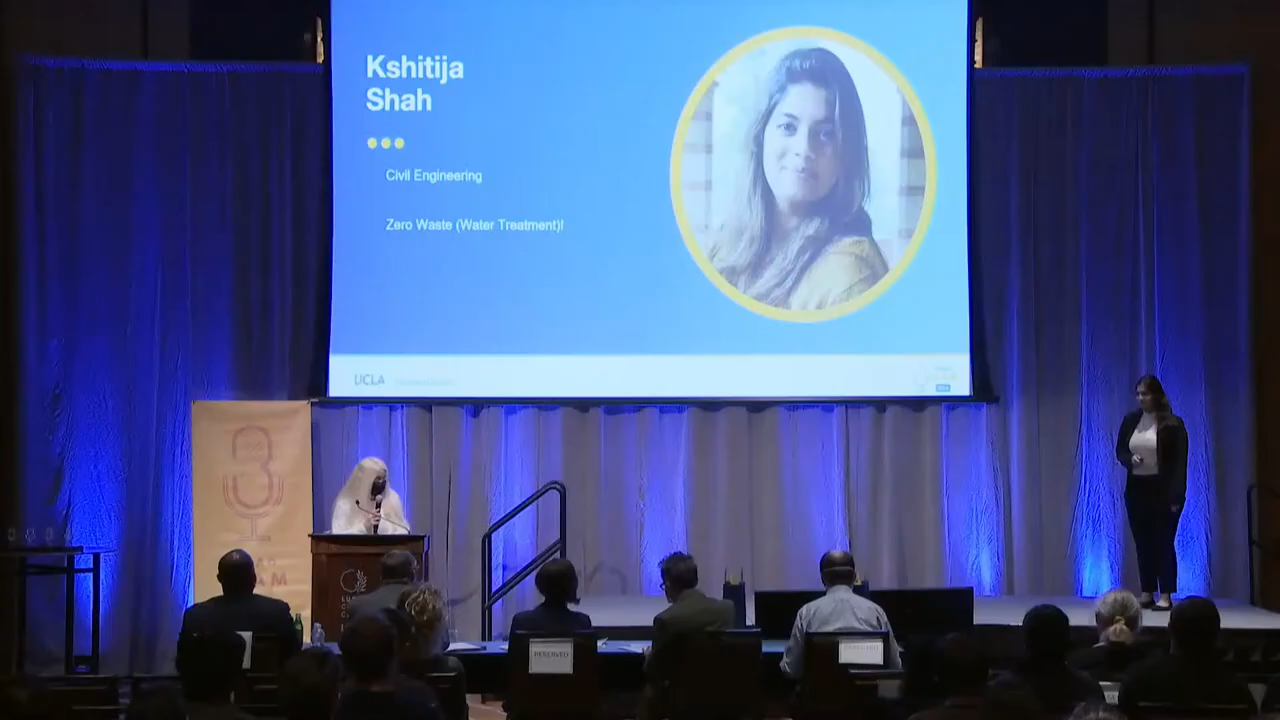 Kshitija
Shah
Civil Engineering
Zero Waste (Water Treatment)!
UCLA
RESERVED